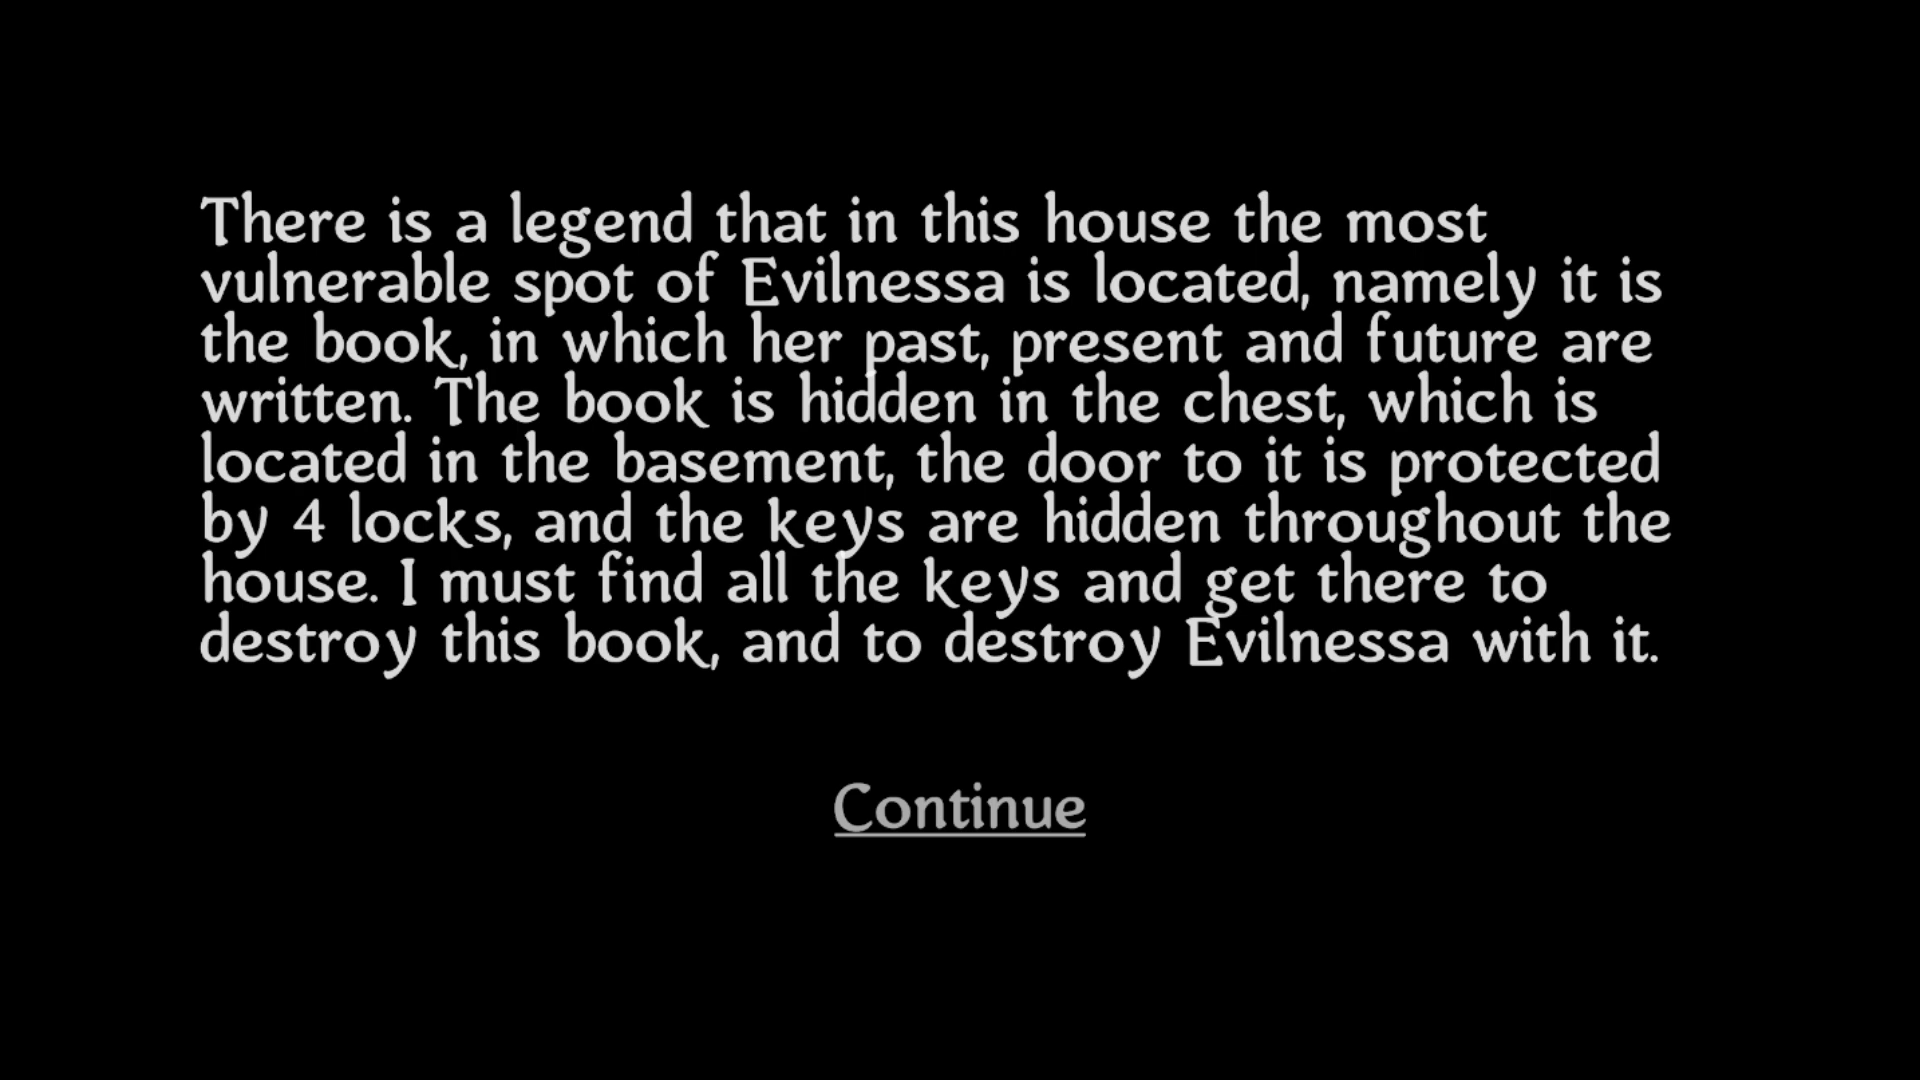 There is a legend that in this house the most
vulnerable spot of Evilnessa is located, namely it is
the book, in which her past, present and future are
written. The book is hidden in the chest, which is
located in the basement, the door to it is protected
by 4 locks, and the keys are hidden throughout the
house. I must find all the keys and get there to
destroy this book, and to destroy Evilnessa with it.
Continue